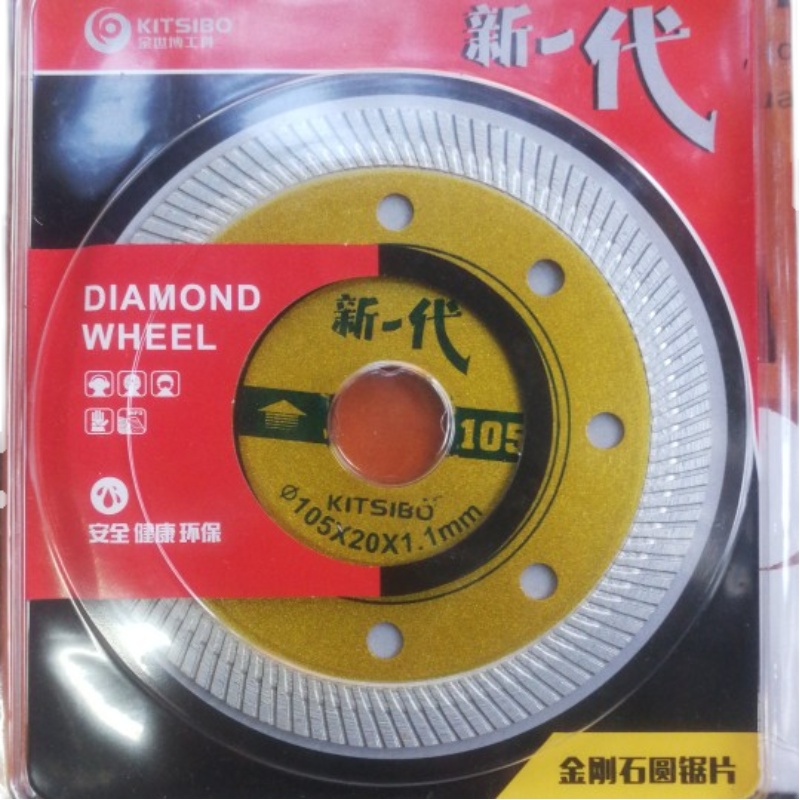 KITSIBO
金世博工具
新一代
DIAMOND
WHEEL
新一代
105
KITSIBO
Ø105X20X1.1mm
安全 健康 环保
金刚石圆锯片